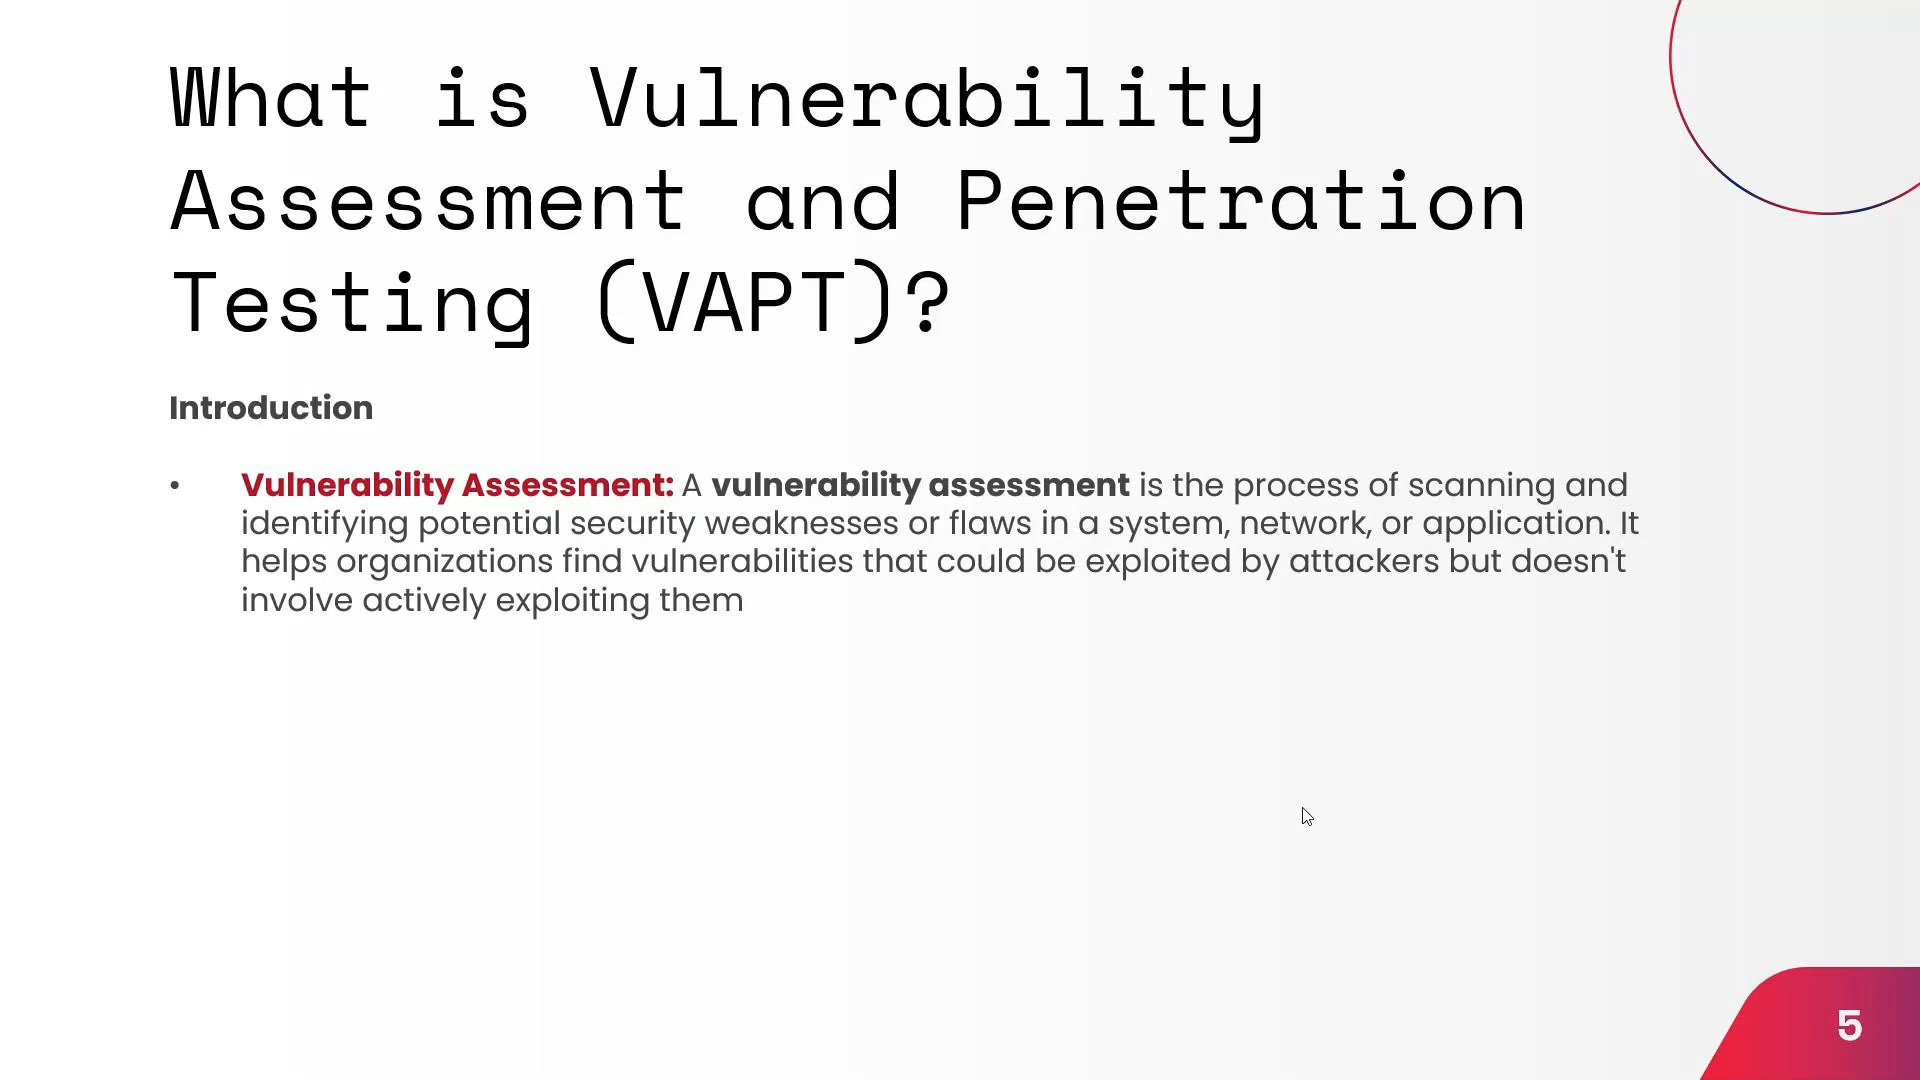 What is Vulnerability
Assessment and Penetration
Testing (VAPT)?
Introduction
• Vulnerability Assessment: A vulnerability assessment is the process of scanning and
identifying potential security weaknesses or flaws in a system, network, or application. It
helps organizations find vulnerabilities that could be exploited by attackers but doesn't
involve actively exploiting them
5